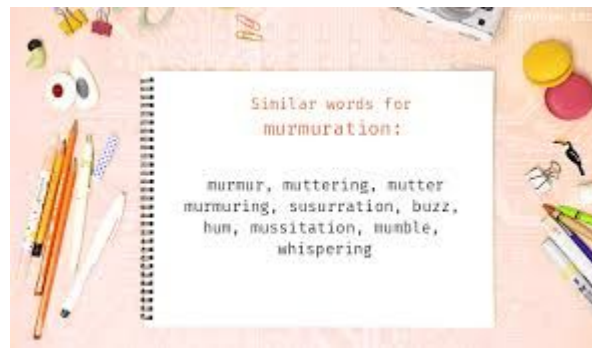 Similar words for
murmuration:
murmur, muttering, mutter
murmuring, susurration, buzz,
hum, mussitation, mumble,
whispering